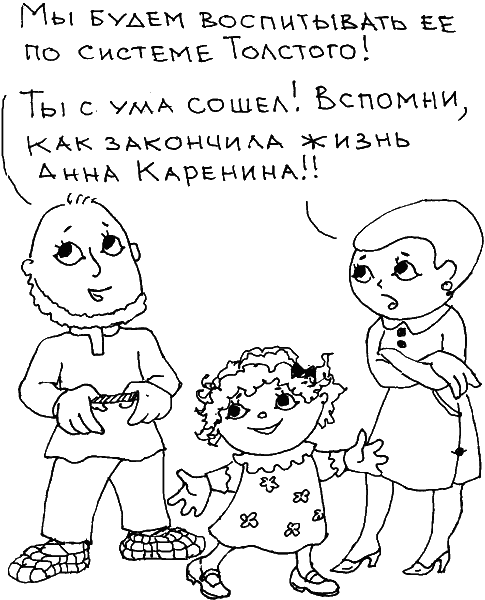 Мы будем воспитывать ее
по системе Толстого!
Ты с ума сошел! Вспомни,
как закончила жизнь
Анна Каренина!!